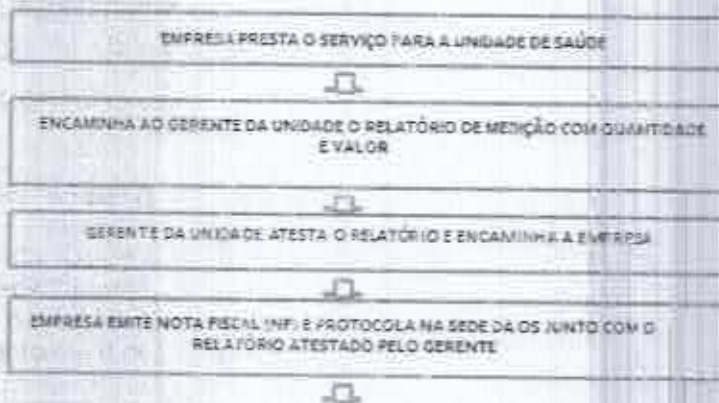 EMPRESA PRESTA O SERVIÇO PARA A UNIDADE DE SAÚDE
ENCAMINHA AO GERENTE DA UNIDADE O RELATÓRIO DE MEDIÇÃO COM QUANTIDADE
E VALOR
GERENTE DA UNIDADE ATESTA O RELATÓRIO E ENCAMINHA A EMPRESA
EMPRESA EMITE NOTA FISCAL (NF) E PROTOCOLA NA SEDE DA OS JUNTO COM O
RELATÓRIO ATESTADO PELO GERENTE